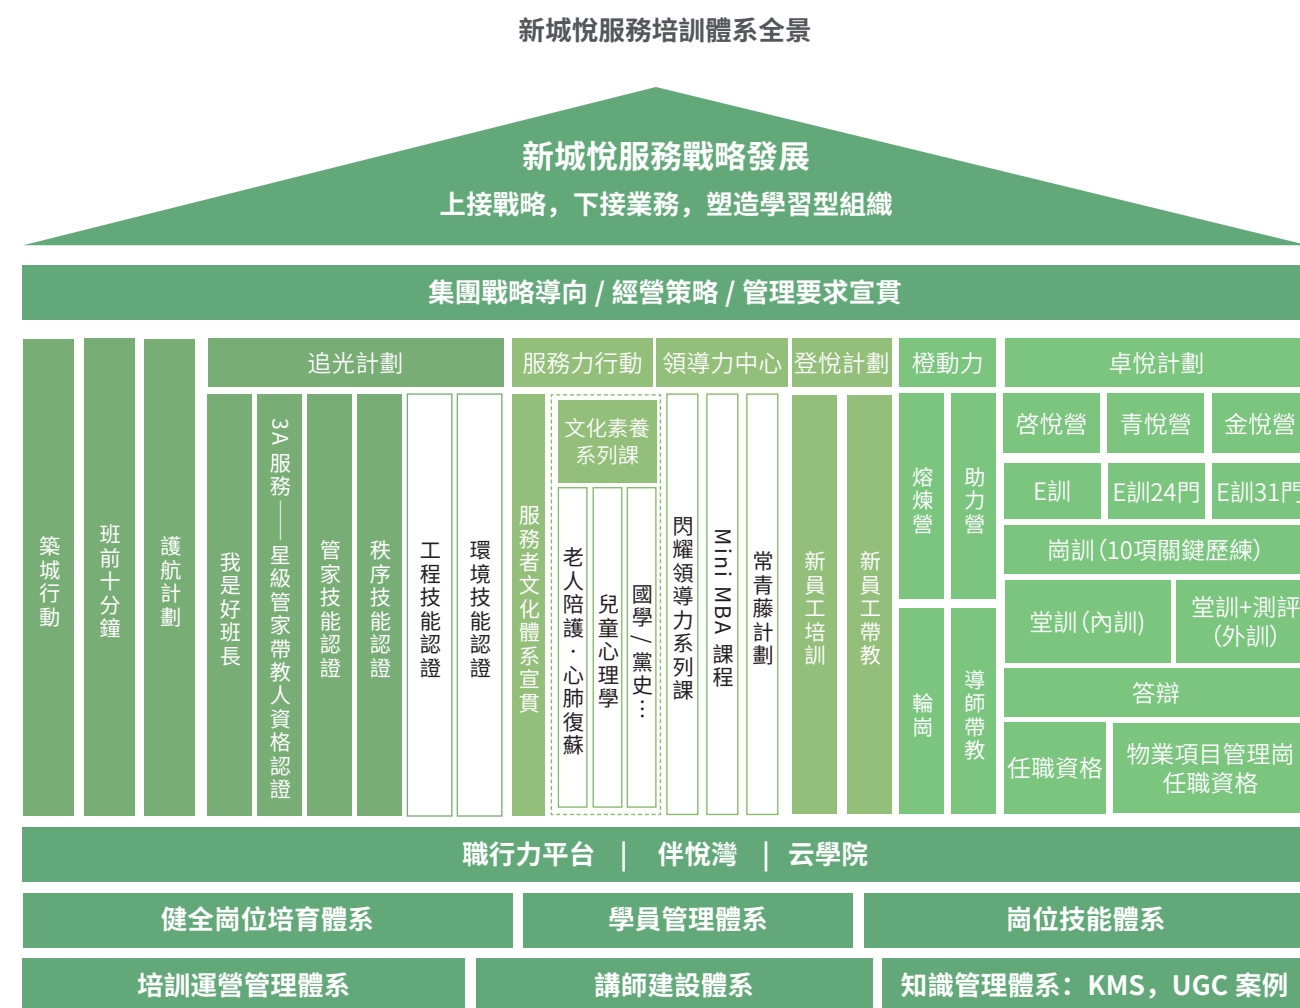 新城悅服務培訓體系全景
新城悅服務戰略發展
上接戰略，下接業務，塑造學習型組織
集團戰略導向 / 經營策略 / 管理要求宣貫
築城行動
班前十分鐘
護航計劃
追光計劃
我是好班長
3A 服務——星級管家帶教人資格認證
管家技能認證
秩序技能認證
工程技能認證
環境技能認證
服務力行動
服務者文化體系宣貫
文化素養
系列課
老人陪護·心肺復蘇
兒童心理學
國學/黨史…
領導力中心
閃耀領導力系列課
Mini MBA 課程
常青藤計劃
登悅計劃
新員工培訓
新員工帶教
橙動力
熔煉營
助力營
輪崗
導師帶教
卓悅計劃
啓悅營
青悅營
金悅營
E訓
E訓24門
E訓31門
崗訓（10項關鍵歷練）
堂訓（內訓）
堂訓+測評
（外訓）
答辯
任職資格
物業項目管理崗
任職資格
職行力平台 | 伴悅灣 | 云學院
健全崗位培育體系
學員管理體系
崗位技能體系
培訓運營管理體系
講師建設體系
知識管理體系：KMS，UGC 案例